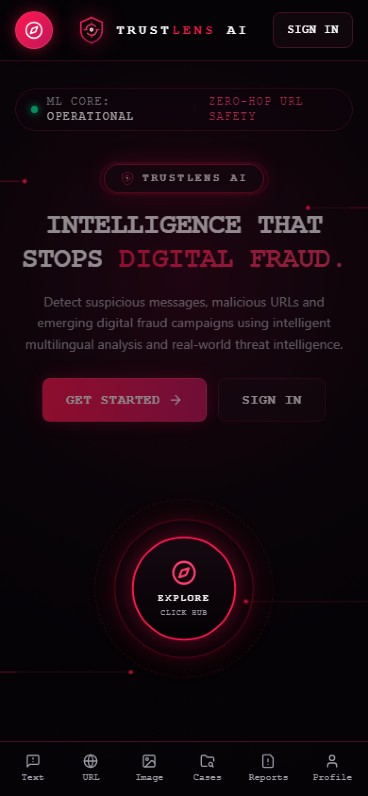 TRUSTLENS AI
SIGN IN
ML CORE: OPERATIONAL
ZERO-HOP URL SAFETY
TRUSTLENS AI
INTELLIGENCE THAT
STOPS DIGITAL FRAUD.
Detect suspicious messages, malicious URLs and
emerging digital fraud campaigns using intelligent
multilingual analysis and real-world threat intelligence.
GET STARTED →
SIGN IN
EXPLORE
CLICK HUB
Text
URL
Image
Cases
Reports
Profile